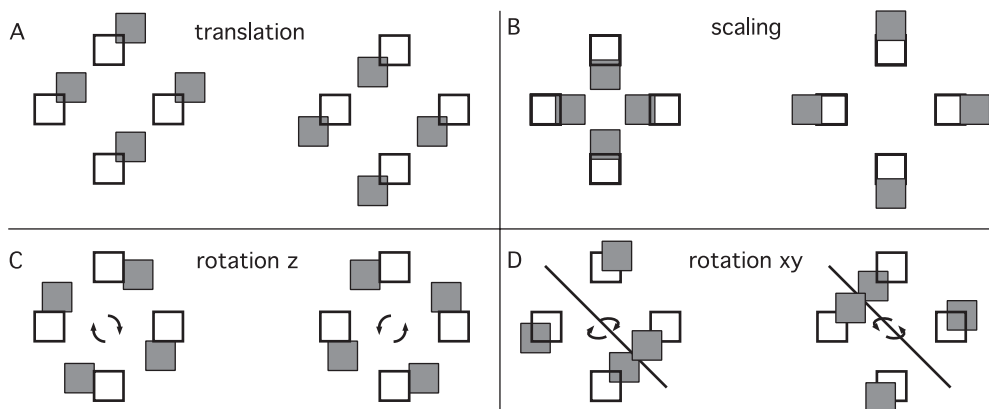 A translation
B scaling
C rotation z
D rotation xy